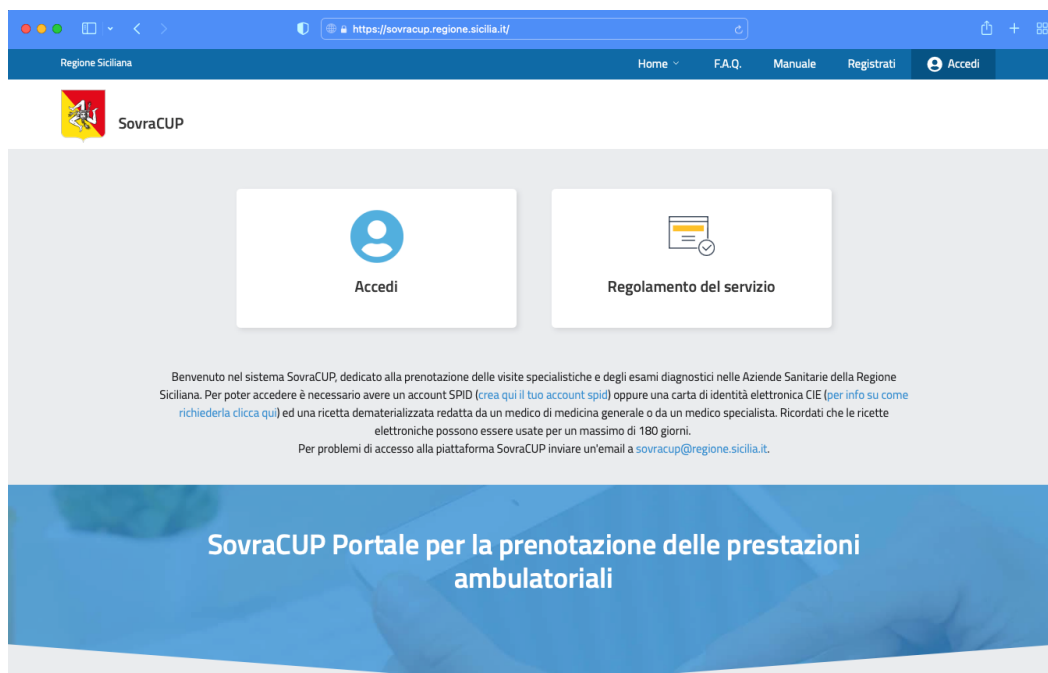 https://sovracup.regione.sicilia.it/
Regione Siciliana
Home
F.A.Q.
Manuale
Registrati
Accedi
SovraCUP
Accedi
Regolamento del servizio
Benvenuto nel sistema SovraCUP, dedicato alla prenotazione delle visite specialistiche e degli esami diagnostici nelle Aziende Sanitarie della Regione
Siciliana. Per poter accedere è necessario avere un account SPID (crea qui il tuo account spid) oppure una carta di identità elettronica CIE (per info su come
richiederla clicca qui) ed una ricetta dematerializzata redatta da un medico di medicina generale o da un medico specialista. Ricordati che le ricette
elettroniche possono essere usate per un massimo di 180 giorni.
Per problemi di accesso alla piattaforma SovraCUP inviare un'email a sovracup@regione.sicilia.it.
SovraCUP Portale per la prenotazione delle prestazioni
ambulatoriali